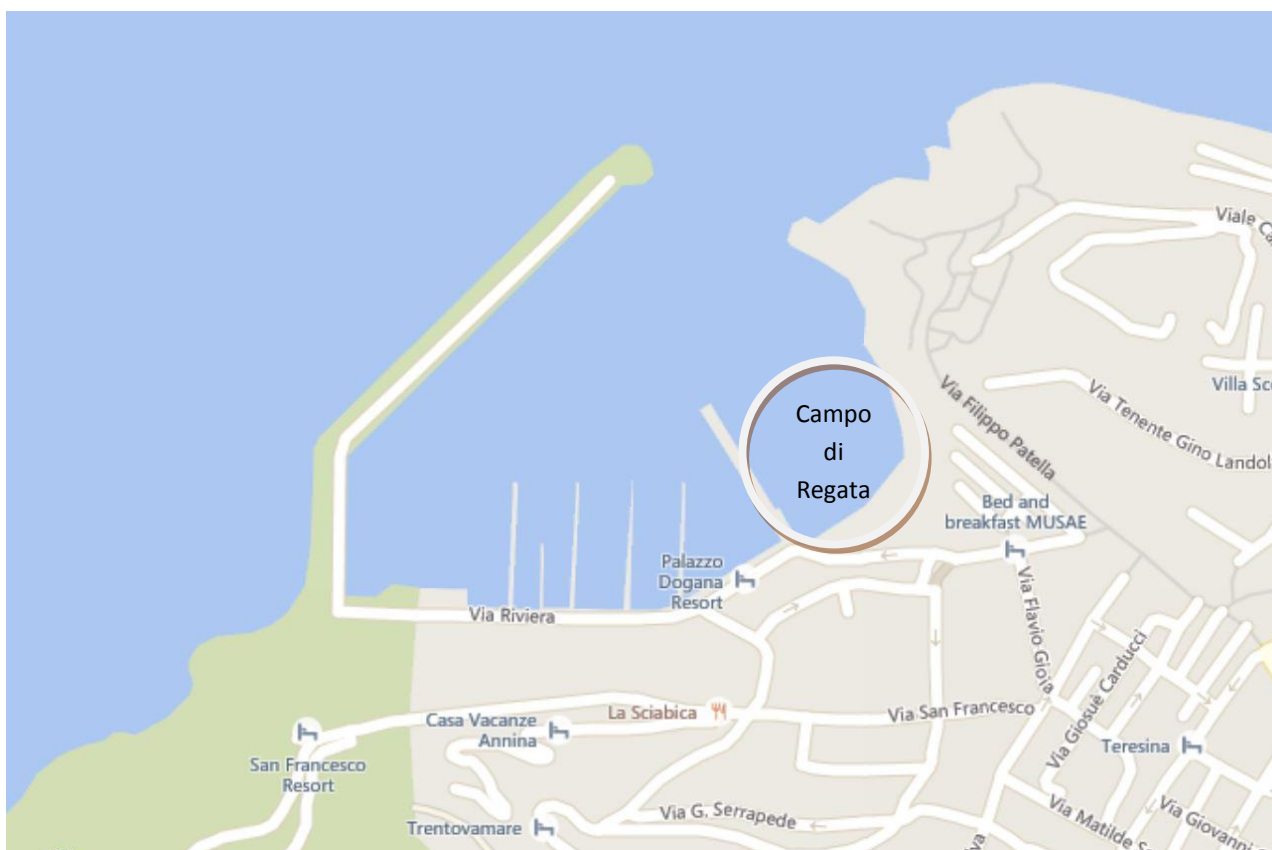 Viale Ca
Campo
di
Regata
Villa Sc
Via Filippo Patella
Via Tenente Gino Landol
Bed and
breakfast MUSAE
Palazzo
Dogana
Resort
Via Riviera
Via Flavio Gioia
Via Giosuè Carducci
La Sciabica
Via San Francesco
Casa Vacanze
Annina
Teresina
San Francesco
Resort
Via G. Serrapede
Trentovamare
Via Matilde S
Via Giovanni